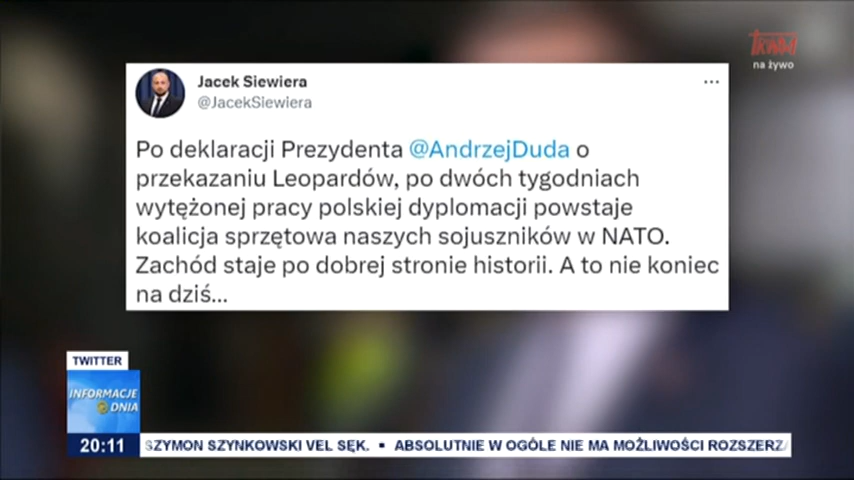 TRWAM
na żywo
Jacek Siewiera
@JacekSiewiera
Po deklaracji Prezydenta @AndrzejDuda o
przekazaniu Leopardów, po dwóch tygodniach
wytężonej pracy polskiej dyplomacji powstaje
koalicja sprzętowa naszych sojuszników w NATO.
Zachód staje po dobrej stronie historii. A to nie koniec
na dziś...
TWITTER
INFORMACJE
DNIA
20:11
SZYMON SZYNKOWSKI VEL SĘK. ▪ ABSOLUTNIE W OGÓLE NIE MA MOŻLIWOŚCI ROZSZERZ